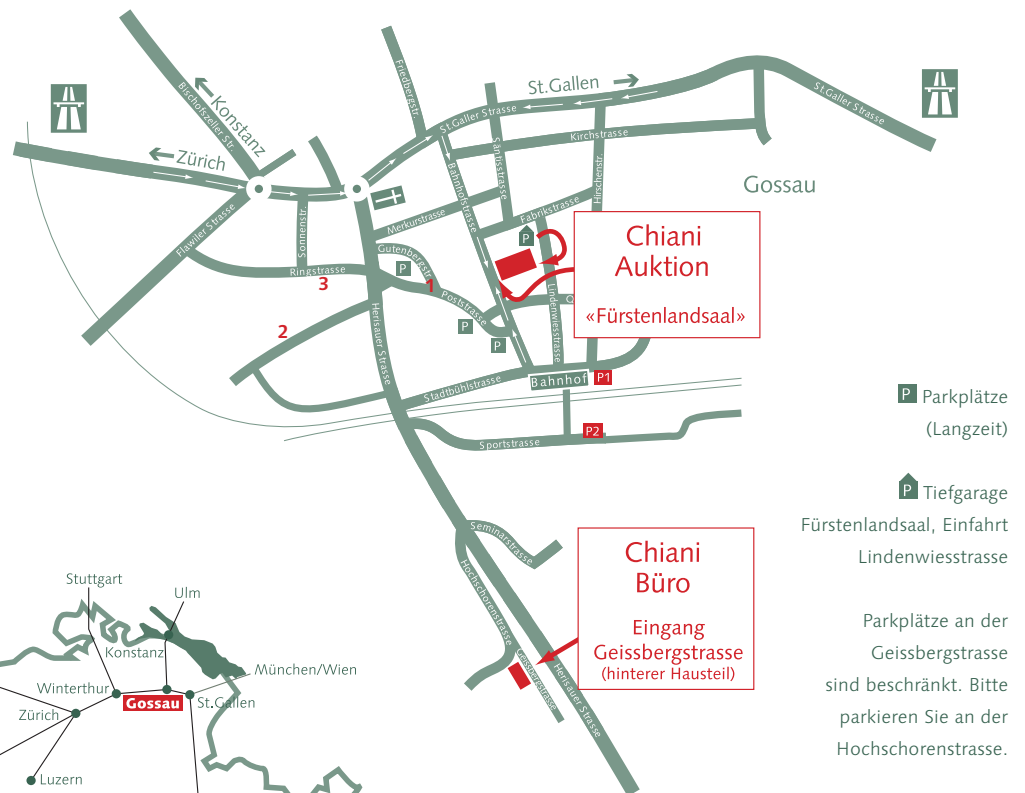 Friedbergstr.
St.Gallen
Bischofszeller Str.
Konstanz
St.Galler Strasse
St.Galler Strasse
Zürich
Kirchstrasse
Säntisstrasse
Bahnhofstrasse
Hirschenstr.
Gossau
Flawiler Strasse
Sonnenstr.
Merkurstrasse
Fabrikstrasse
P
Gutenbergstr.
P
Ringstrasse
3
1
Poststrasse
Lindenwiesstrasse
Chiani
Auktion
«Fürstenlandsaal»
2
Herisauer Strasse
P
P
Stadtbühlstrasse
Bahnhof
P1
P2
Sportstrasse
P Parkplätze
(Langzeit)
P Tiefgarage
Fürstenlandsaal, Einfahrt
Lindenwiesstrasse
Parkplätze an der
Geissbergstrasse
sind beschränkt. Bitte
parkieren Sie an der
Hochschorenstrasse.
Seminarstrasse
Hochschorenstrasse
Chiani
Büro
Eingang
Geissbergstrasse
(hinterer Hausteil)
Geissbergstrasse
Herisauer Strasse
Stuttgart
Ulm
Konstanz
München/Wien
Winterthur
Gossau
St.Gallen
Zürich
Luzern